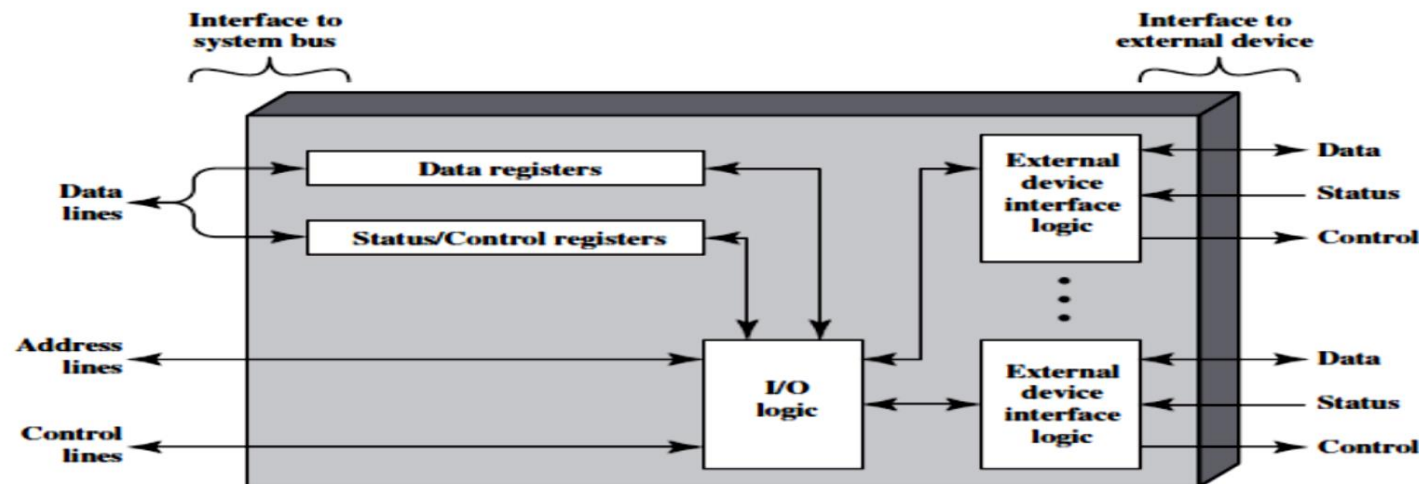 Interface to
system bus
Interface to
external device
Data registers
Data
lines
Status/Control registers
External
device
interface
logic
Data
Status
Control
Address
lines
Control
lines
I/O
logic
External
device
interface
logic
Data
Status
Control